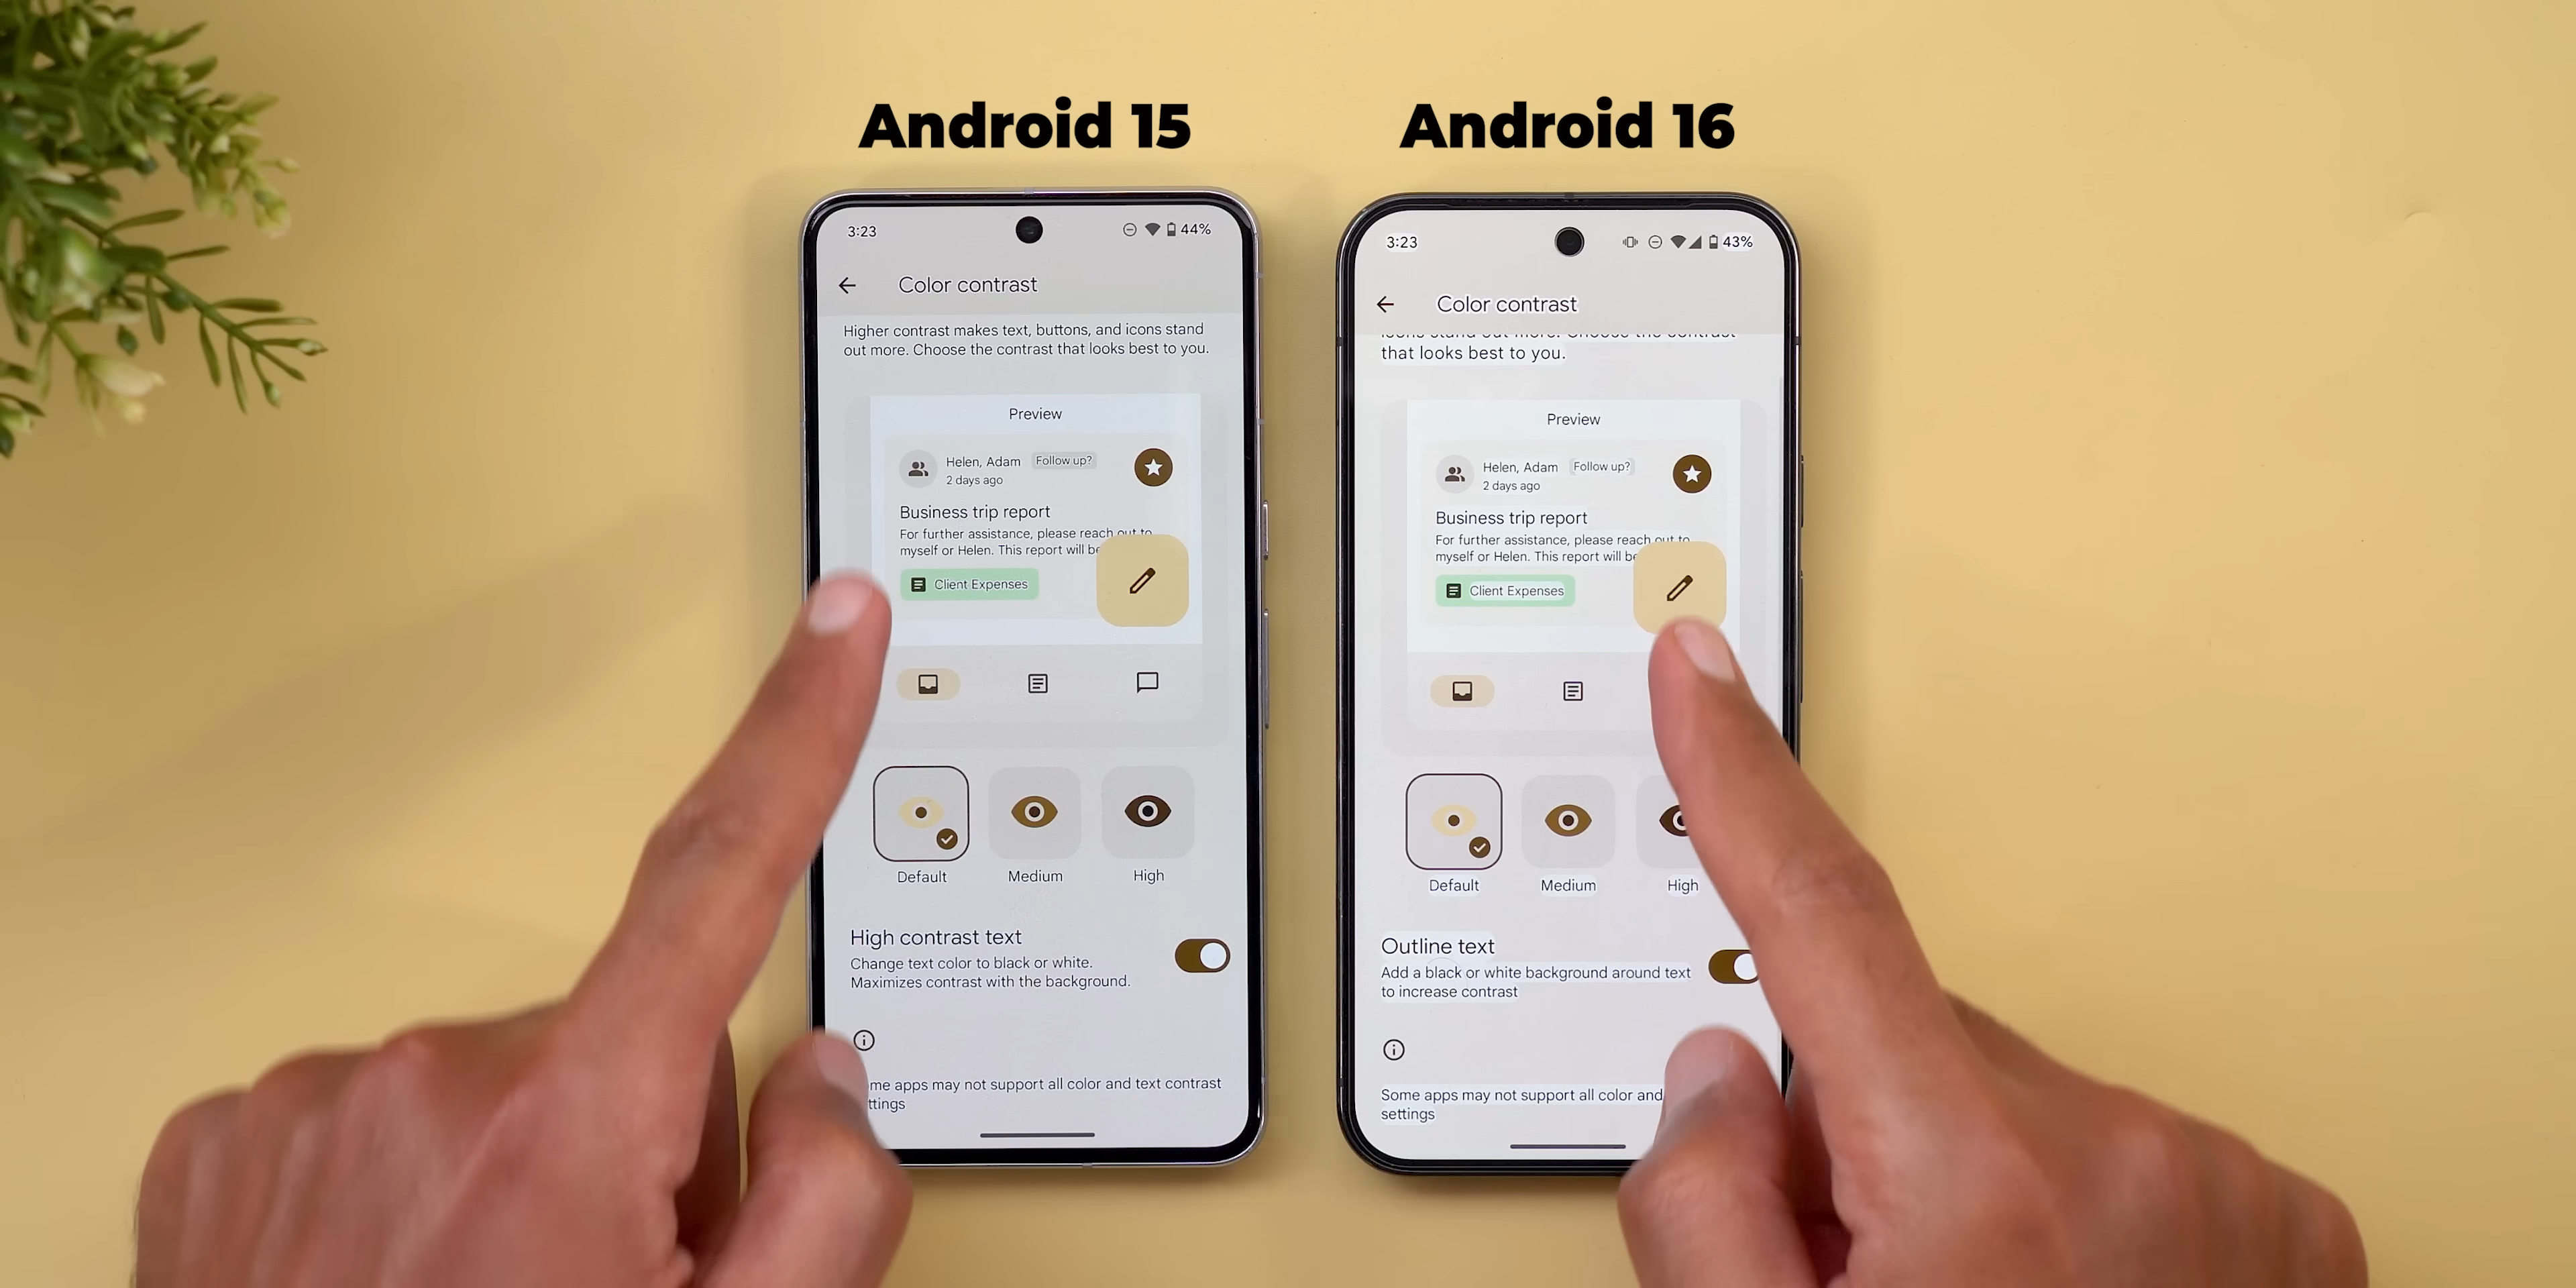 Android 15
3:23
44%
Color contrast
Higher contrast makes text, buttons, and icons stand
out more. Choose the contrast that looks best to you.
Preview
Helen, Adam Follow up?
2 days ago
Business trip report
For further assistance, please reach out to
myself or Helen. This report will be
Client Expenses
Default Medium High
High contrast text
Change text color to black or white.
Maximizes contrast with the background.
me apps may not support all color and text contrast
ttings
Android 16
3:23
43%
Color contrast
icons stand out more. Choose the contrast
that looks best to you.
Preview
Helen, Adam Follow up?
2 days ago
Business trip report
For further assistance, please reach out to
myself or Helen. This report will be
Client Expenses
Default Medium High
Outline text
Add a black or white background around text
to increase contrast
Some apps may not support all color and
settings